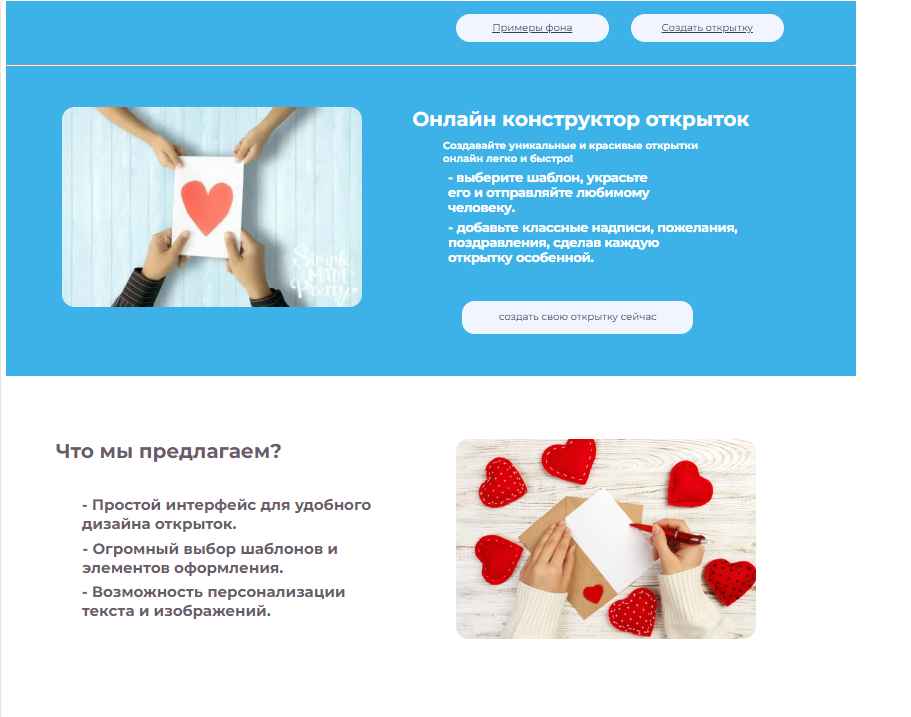 Примеры фона
Создать открытку
Онлайн конструктор открыток
Создавайте уникальные и красивые открытки
онлайн легко и быстро!
- выберите шаблон, украсьте
его и отправляйте любимому
человеку.
- добавьте классные надписи, пожелания,
поздравления, сделав каждую
открытку особенной.
Simple
MADE
Pretty
создать свою открытку сейчас
Что мы предлагаем?
- Простой интерфейс для удобного
дизайна открыток.
- Огромный выбор шаблонов и
элементов оформления.
- Возможность персонализации
текста и изображений.